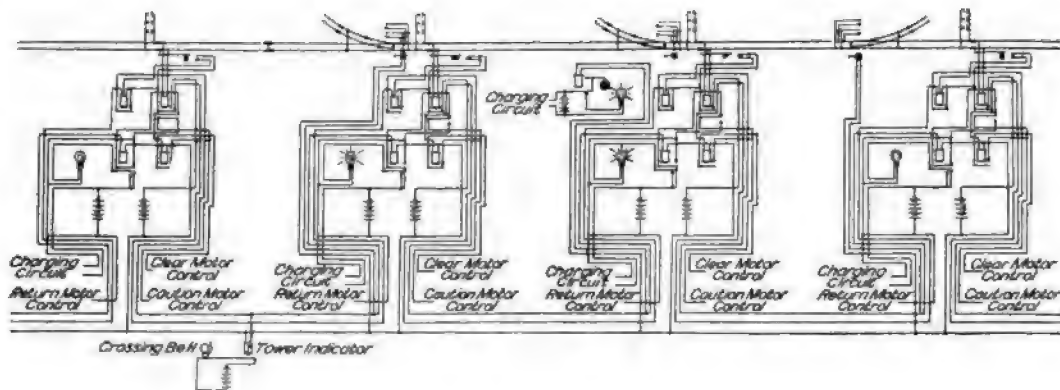 Charging
Circuit
Charging
Circuit
Clear Motor
Control
Return Motor
Control
Caution Motor
Control
Charging
Circuit
Clear Motor
Control
Return Motor
Control
Caution Motor
Control
Charging
Circuit
Clear Motor
Control
Return Motor
Control
Caution Motor
Control
Charging
Circuit
Clear Motor
Control
Return Motor
Control
Caution Motor
Control
Crossing Bell
Tower Indicator